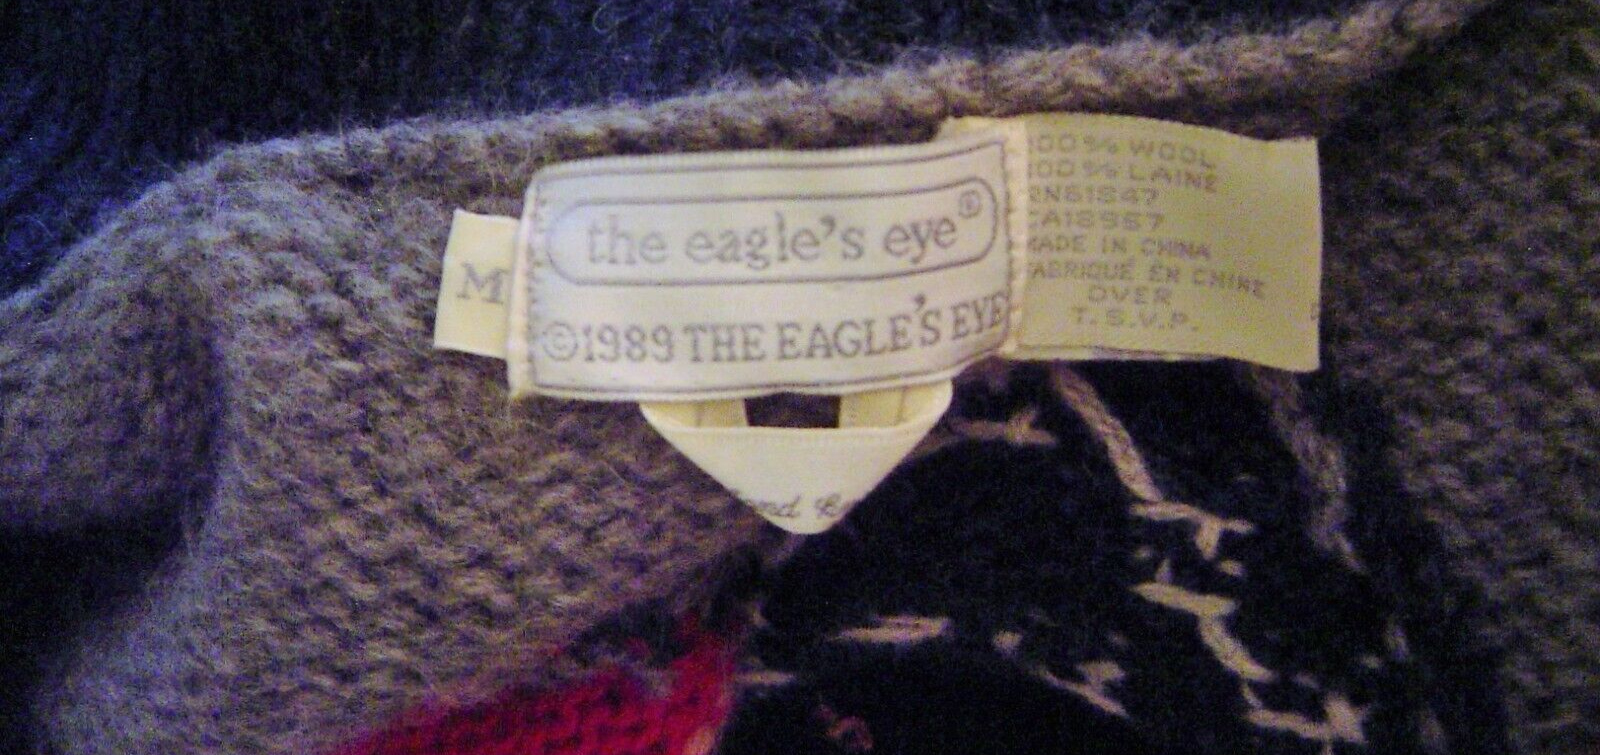 M
the eagle's eye®
©1989 THE EAGLE'S EYE
100% WOOL
100% LAINE
RN61847
CA18957
MADE IN CHINA
FABRIQUÉ EN CHINE
OVER
T.S.V.P.